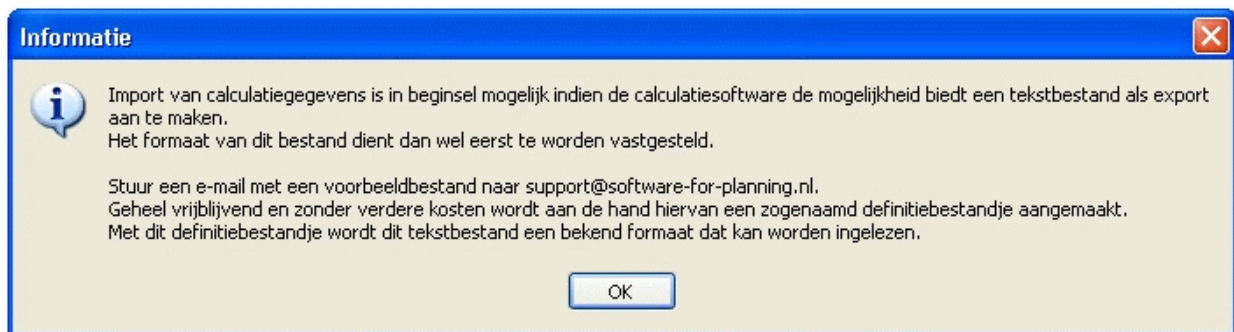 Informatie
Import van calculatiegegevens is in beginsel mogelijk indien de calculatiesoftware de mogelijkheid biedt een tekstbestand als export
aan te maken.
Het formaat van dit bestand dient dan wel eerst te worden vastgesteld.
Stuur een e-mail met een voorbeeldbestand naar support@software-for-planning.nl.
Geheel vrijblijvend en zonder verdere kosten wordt aan de hand hiervan een zogenaamd definitiebestandje aangemaakt.
Met dit definitiebestandje wordt dit tekstbestand een bekend formaat dat kan worden ingelezen.
OK